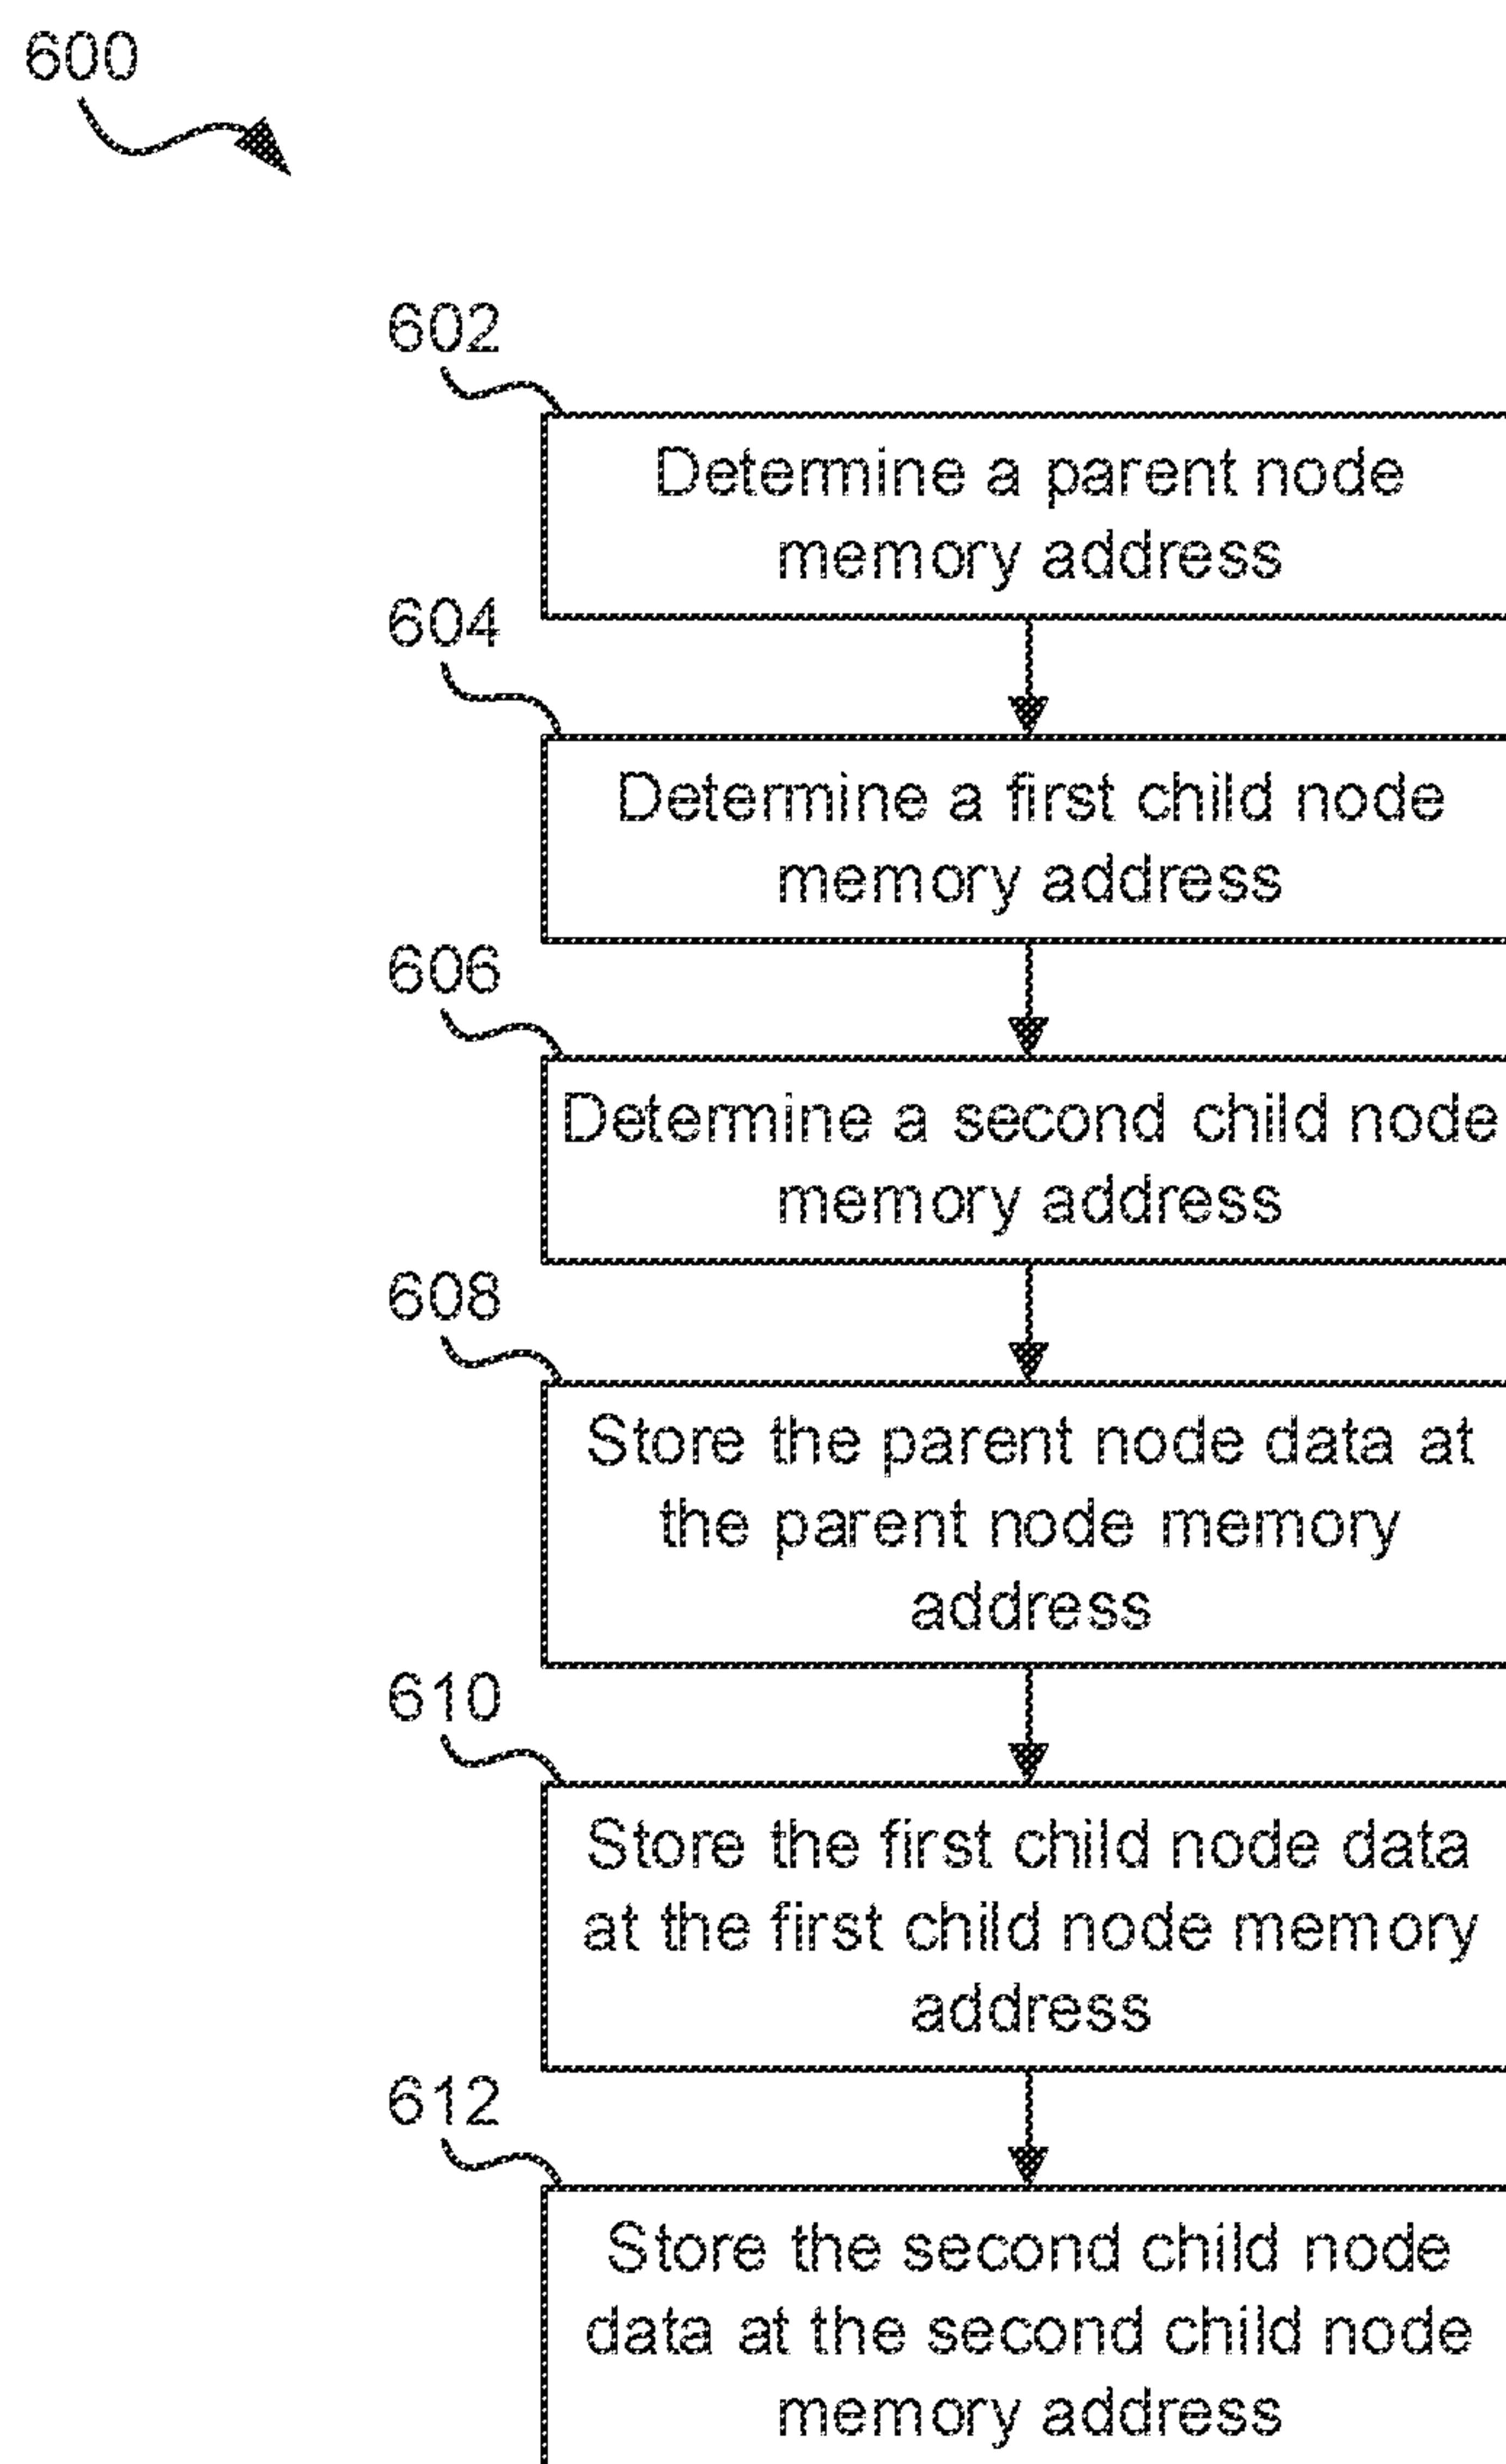 600
602
Determine a parent node
memory address
604
Determine a first child node
memory address
606
Determine a second child node
memory address
608
Store the parent node data at
the parent node memory
address
610
Store the first child node data
at the first child node memory
address
612
Store the second child node
data at the second child node
memory address